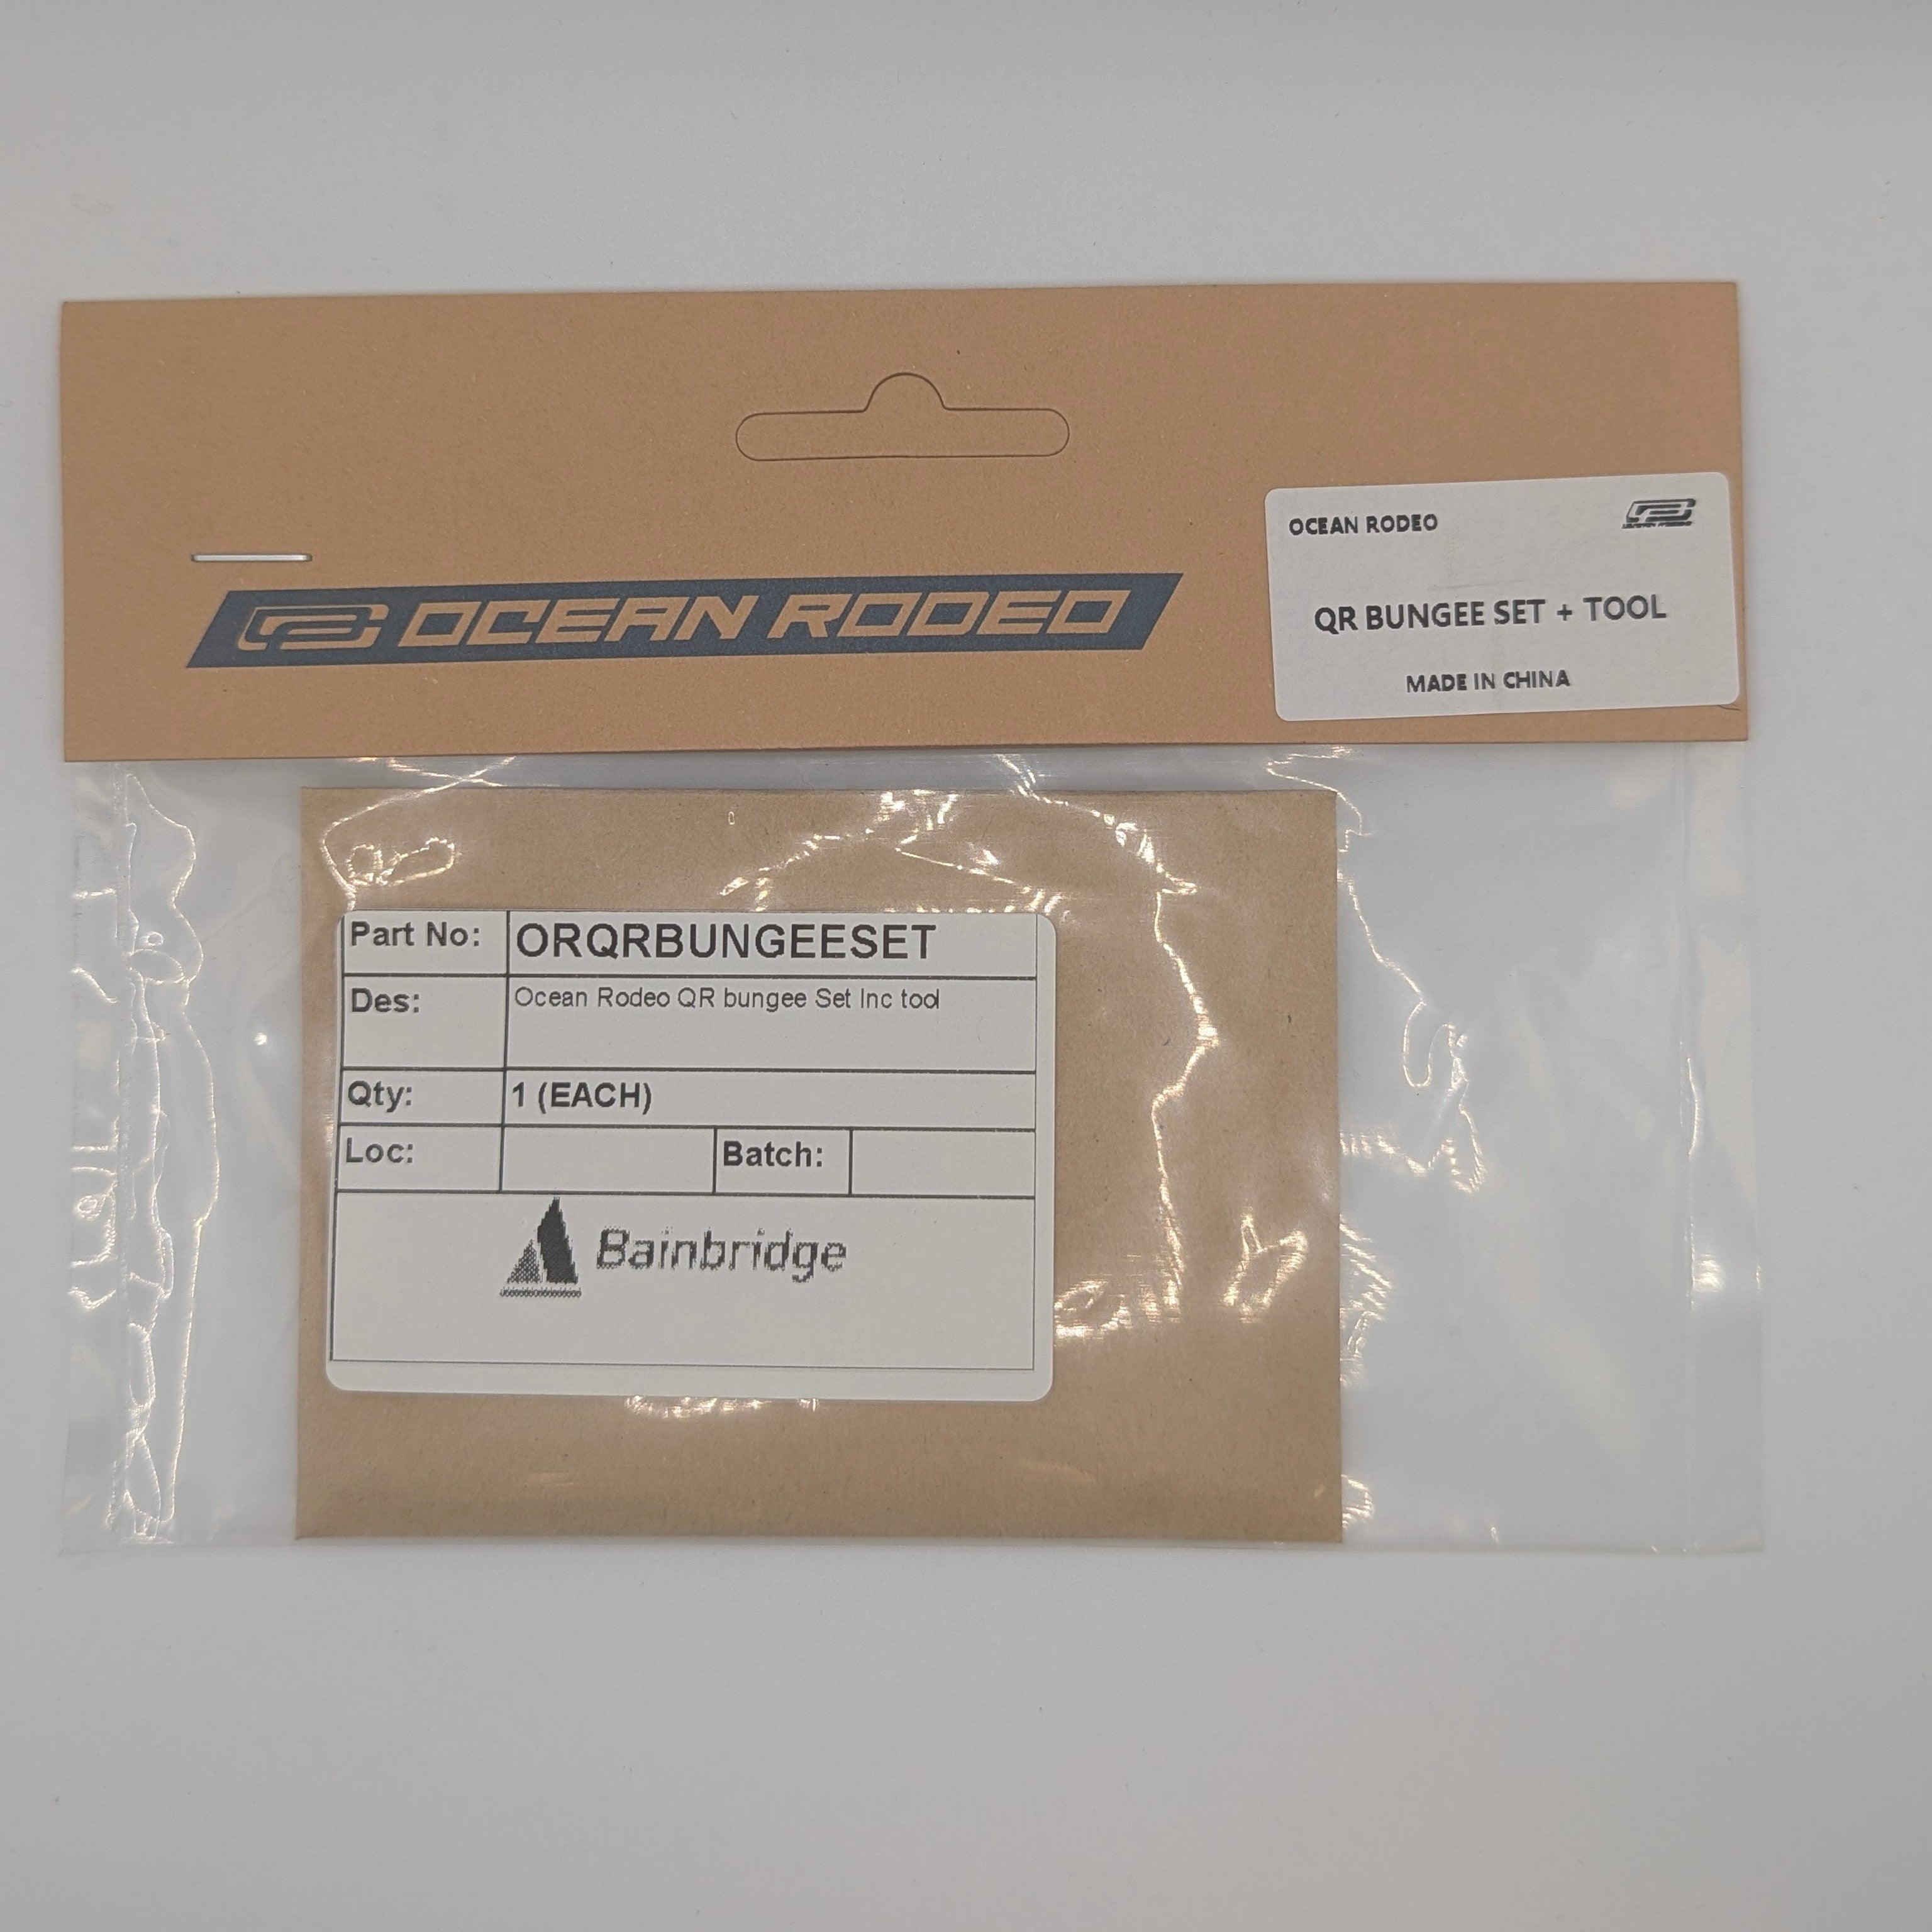 OCEAN RODEO
OCEAN RODEO
QR BUNGEE SET + TOOL
MADE IN CHINA
Part No: ORQRBUNGEESET
Des: Ocean Rodeo QR bungee Set Inc tool
Qty: 1 (EACH)
Loc: Batch:
Bainbridge